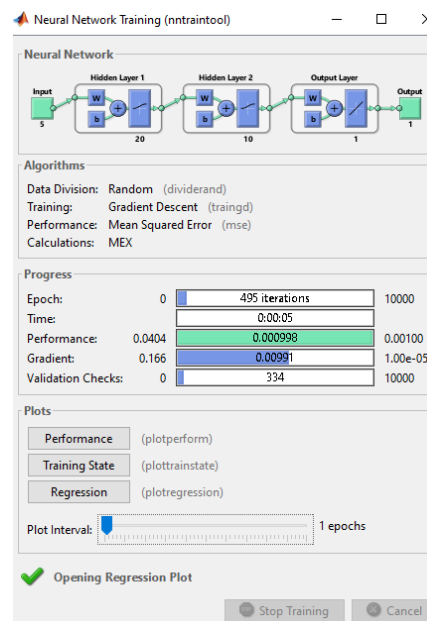 Neural Network Training (nntraintool)
Neural Network
Hidden Layer 1 Hidden Layer 2 Output Layer
Input Output
W W W
+ + +
b b b
5 20 10 1 1
Algorithms
Data Division: Random (dividerand)
Training: Gradient Descent (traingd)
Performance: Mean Squared Error (mse)
Calculations: MEX
Progress
Epoch: 0 495 iterations 10000
Time: 0:00:05
Performance: 0.0404 0.000998 0.00100
Gradient: 0.166 0.00991 1.00e-05
Validation Checks: 0 334 10000
Plots
Performance (plotperform)
Training State (plottrainstate)
Regression (plotregression)
Plot Interval: 1 epochs
Opening Regression Plot
Stop Training Cancel